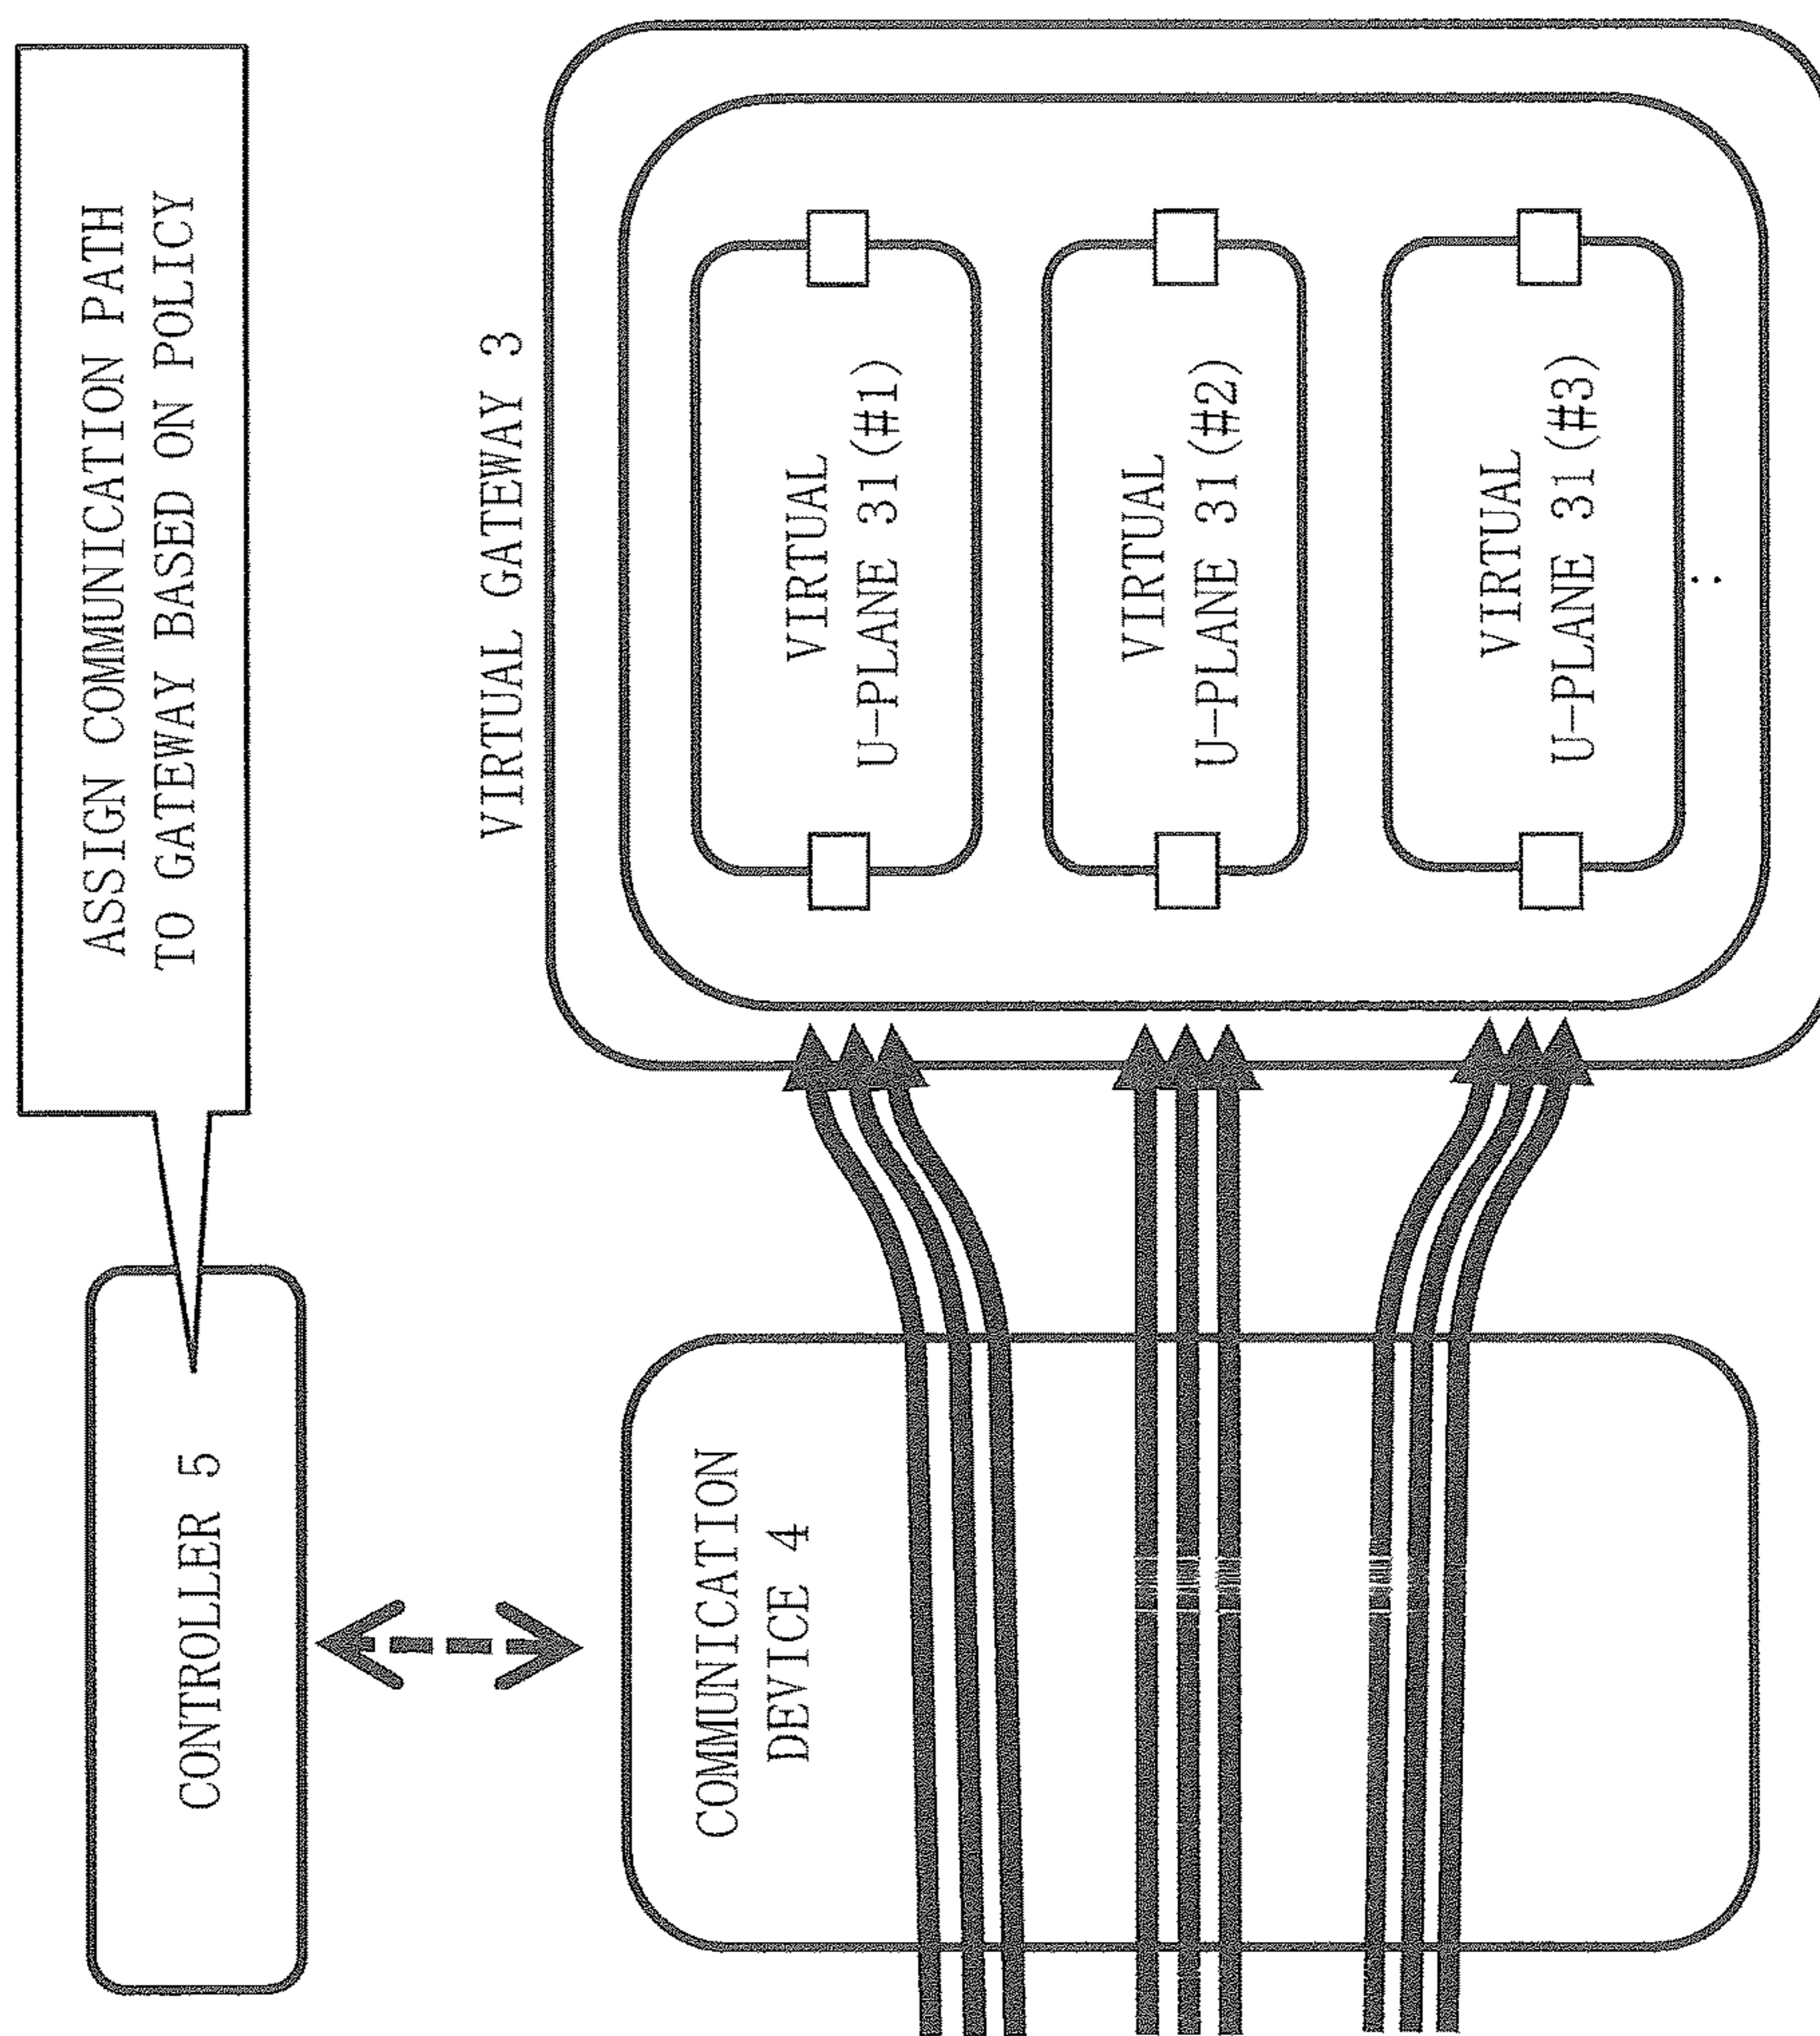 ASSIGN COMMUNICATION PATH
TO GATEWAY BASED ON POLICY
CONTROLLER 5
VIRTUAL GATEWAY 3
COMMUNICATION
DEVICE 4
VIRTUAL
U-PLANE 31(#1)
VIRTUAL
U-PLANE 31(#2)
VIRTUAL
U-PLANE 31(#3)